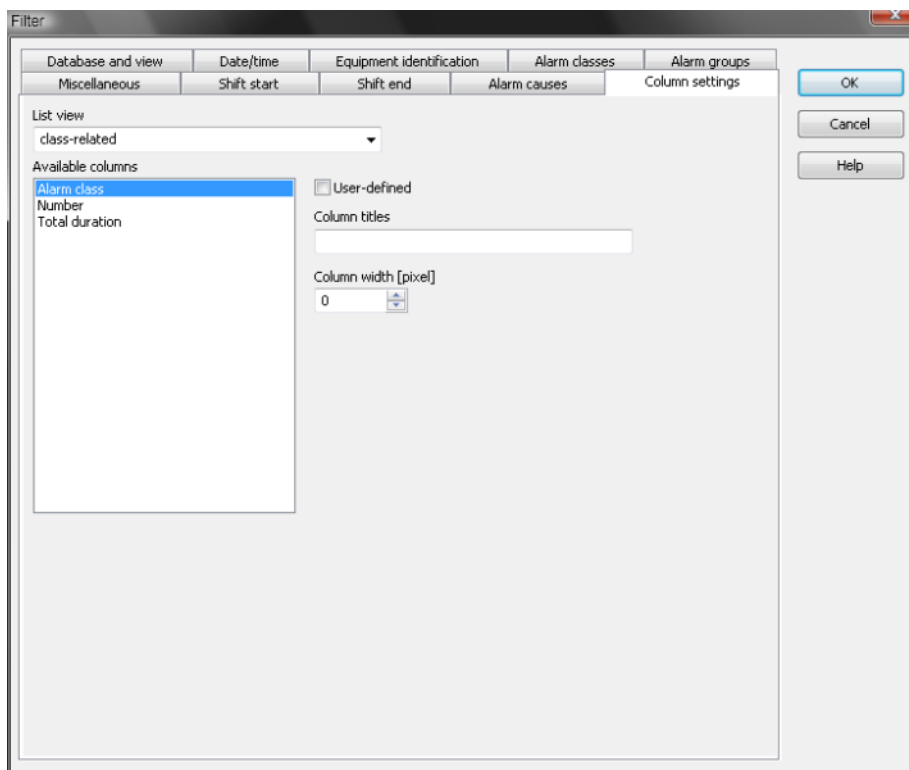 Filter
Database and view Date/time Equipment identification Alarm classes Alarm groups
Miscellaneous Shift start Shift end Alarm causes Column settings
OK
Cancel
Help
List view
class-related
Available columns
Alarm class
Number
Total duration
User-defined
Column titles
Column width [pixel]
0